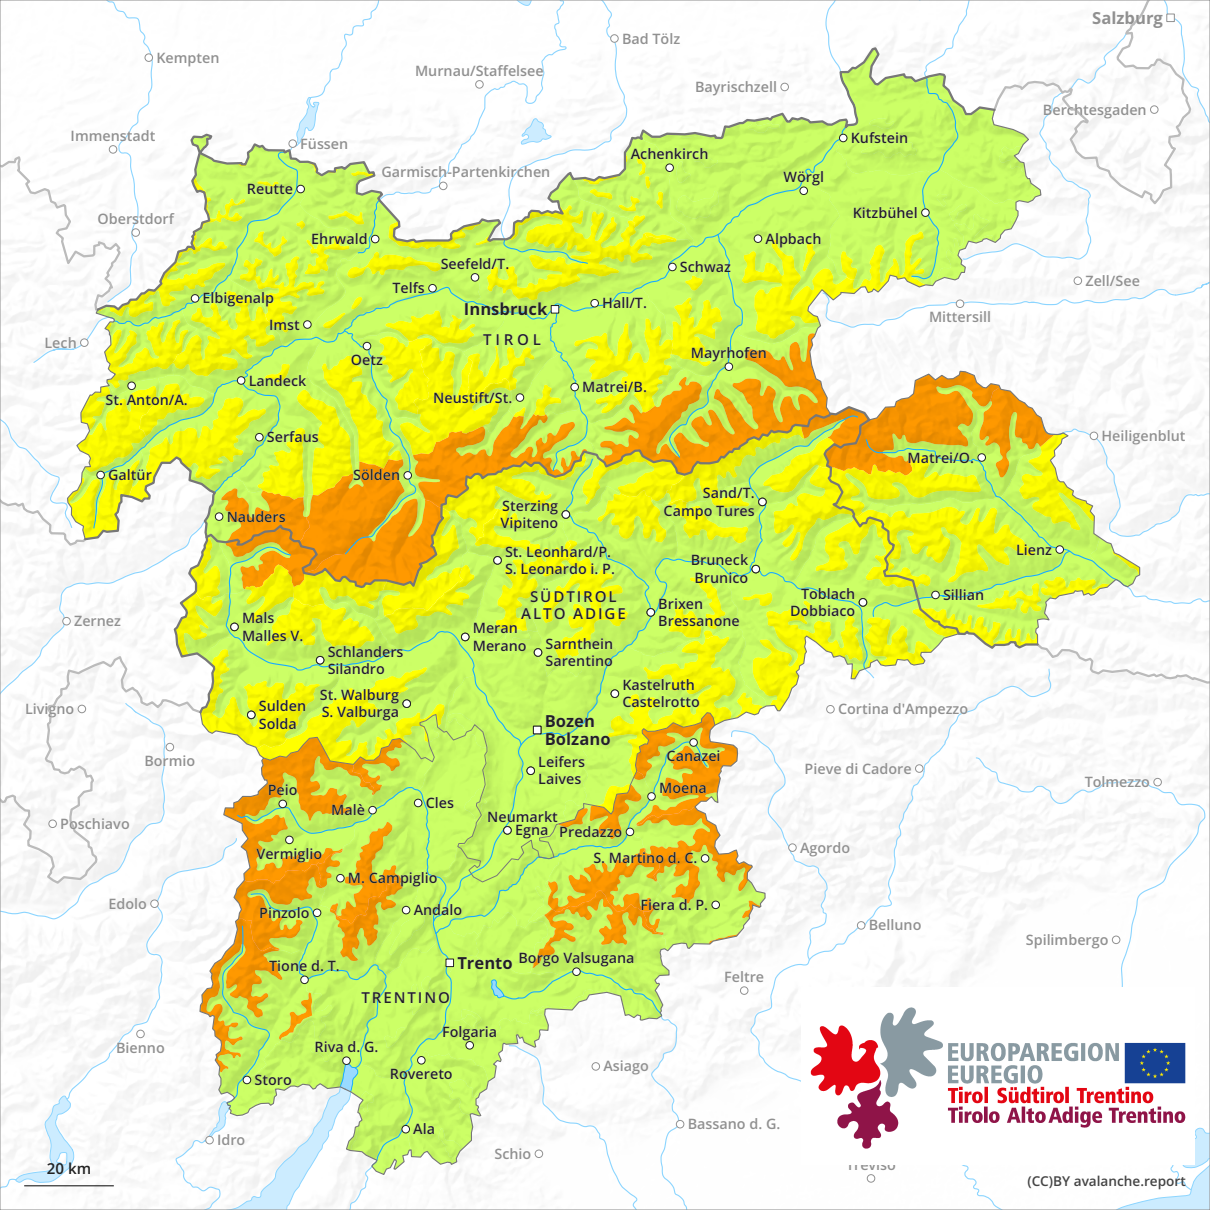 Salzburg
Bad Tölz
Kempten
Murnau/Staffelsee
Bayrischzell
Berchtesgaden
Immenstadt
Füssen
Kufstein
Achenkirch
Garmisch-Partenkirchen
Wörgl
Reutte
Oberstdorf
Kitzbühel
Ehrwald
Alpbach
Seefeld/T.
Schwaz
Zell/See
Telfs
Elbigenalp
Innsbruck
Hall/T.
Mittersill
Imst
TIROL
Lech
Oetz
Mayrhofen
Landeck
Matrei/B.
St. Anton/A.
Neustift/St.
Serfaus
Heiligenblut
Matrei/O.
Galtür
Sölden
Sand/T.
Campo Tures
Sterzing
Vipiteno
Nauders
St. Leonhard/P.
S. Leonardo i. P.
Lienz
Bruneck
Brunico
SÜDTIROL
ALTO ADIGE
Toblach
Dobbiaco
Sillian
Brixen
Bressanone
Zernez
Mals
Malles V.
Meran
Merano
Sarnthein
Sarentino
Schlanders
Silandro
Kastelruth
Castelrotto
St. Walburg
S. Valburga
Livigno
Sulden
Solda
Cortina d'Ampezzo
Bozen
Bolzano
Bormio
Canazei
Leifers
Laives
Pieve di Cadore
Tolmezzo
Peio
Moena
Malè
Cles
Poschiavo
Neumarkt
Egna
Predazzo
Vermiglio
S. Martino d. C.
Agordo
M. Campiglio
Edolo
Pinzolo
Andalo
Fiera d. P.
Belluno
Spilimbergo
Trento
Borgo Valsugana
Tione d. T.
Feltre
TRENTINO
Folgaria
Bienno
Riva d. G.
Rovereto
Asiago
Storo
EUROPAREGION
EUREGIO
Tirol Südtirol Trentino
Tirolo Alto Adige Trentino
Ala
Bassano d. G.
Idro
Schio
Treviso
20 km
(CC)BY avalanche.report